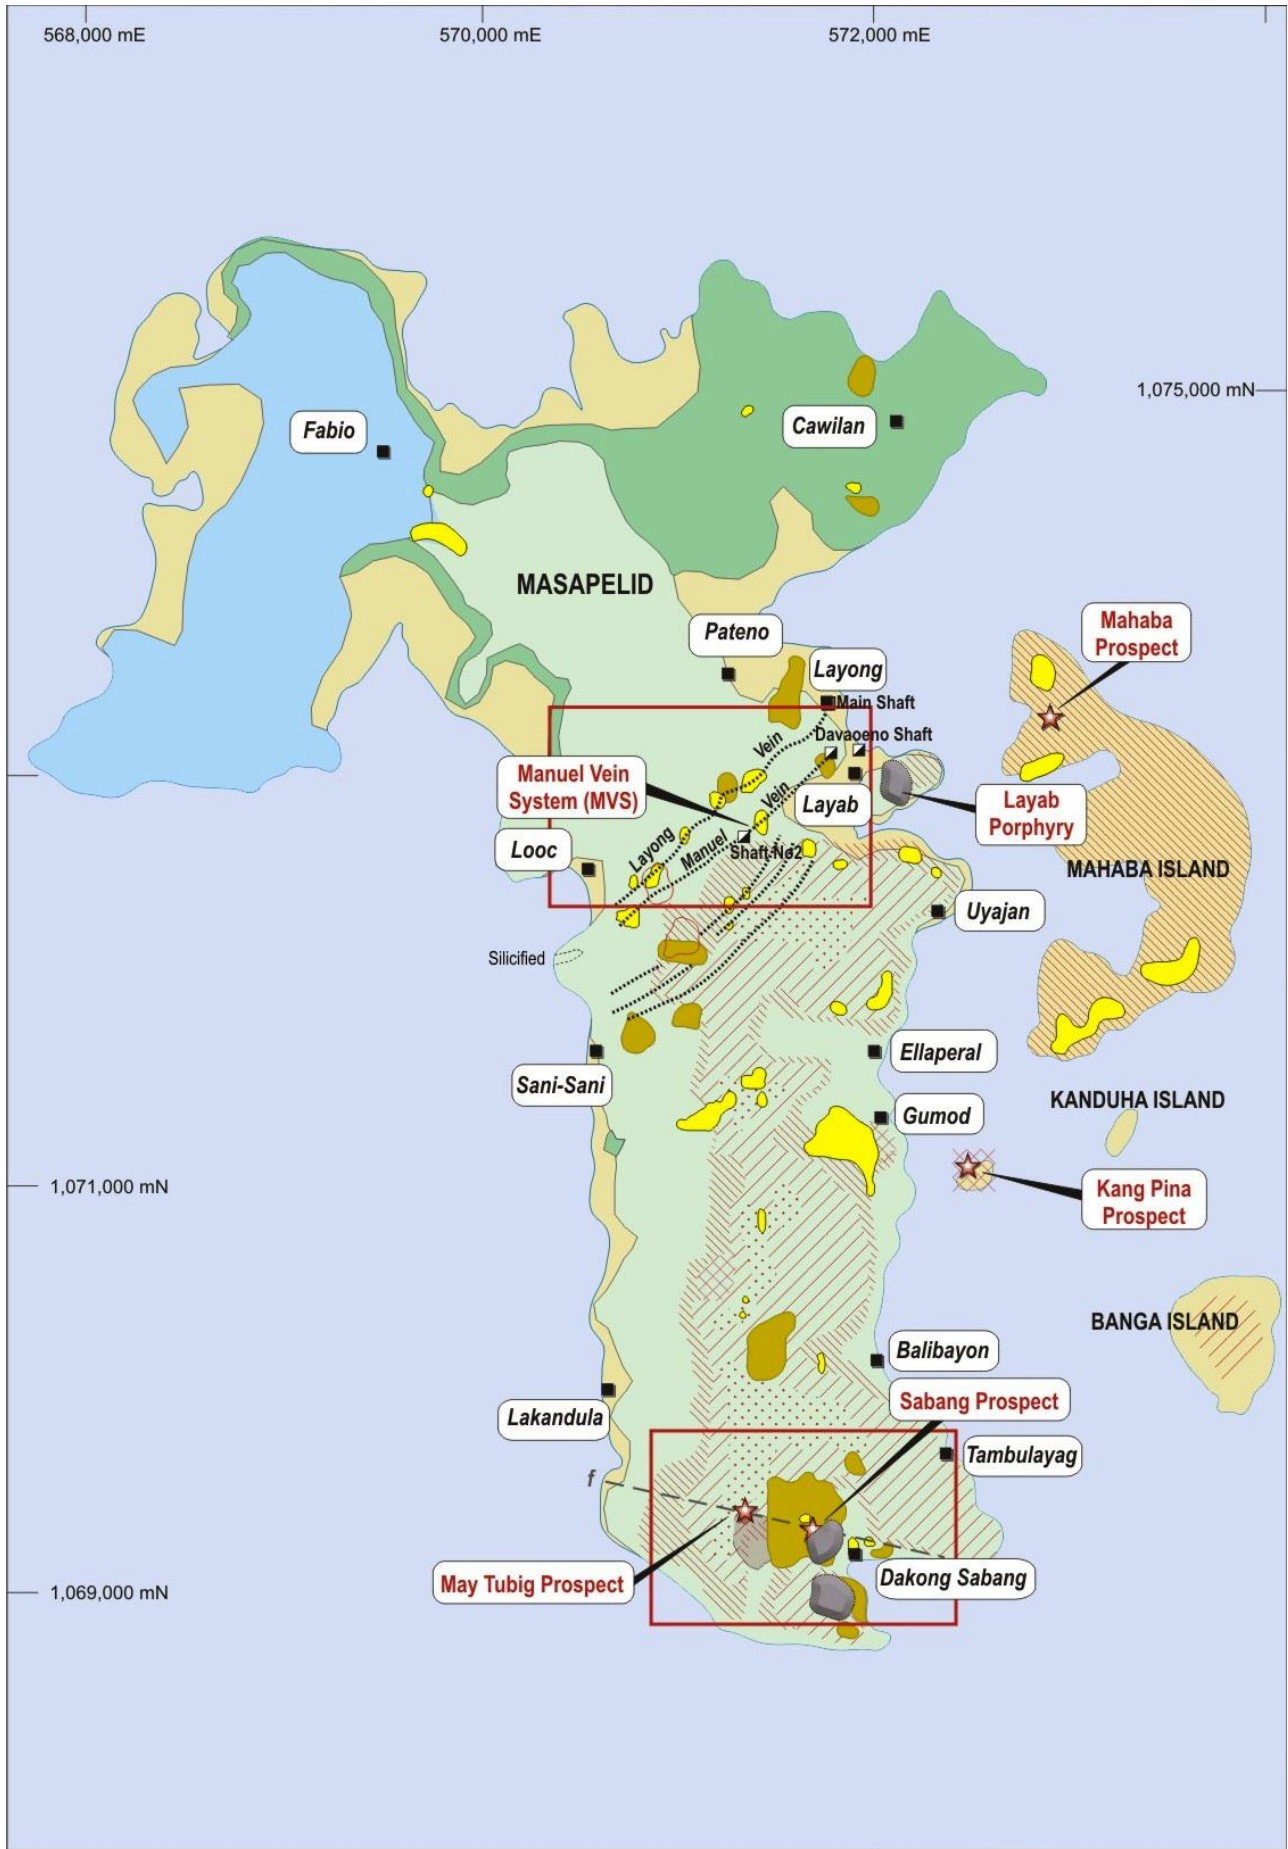 568,000 mE
570,000 mE
572,000 mE
1,075,000 mN
Fabio
Cawilan
MASAPELID
Pateno
Mahaba
Prospect
Layong
Main Shaft
Davaoeno Shaft
Vein
Manuel Vein
System (MVS)
Vein
Layab
Layab
Porphyry
Layong
Manuel
Shaft No2
Looc
MAHABA ISLAND
Uyajan
Silicified
Ellaperal
Sani-Sani
KANDUHA ISLAND
Gumod
1,071,000 mN
Kang Pina
Prospect
BANGA ISLAND
Balibayon
Sabang Prospect
Lakandula
Tambulayag
f
May Tubig Prospect
Dakong Sabang
1,069,000 mN